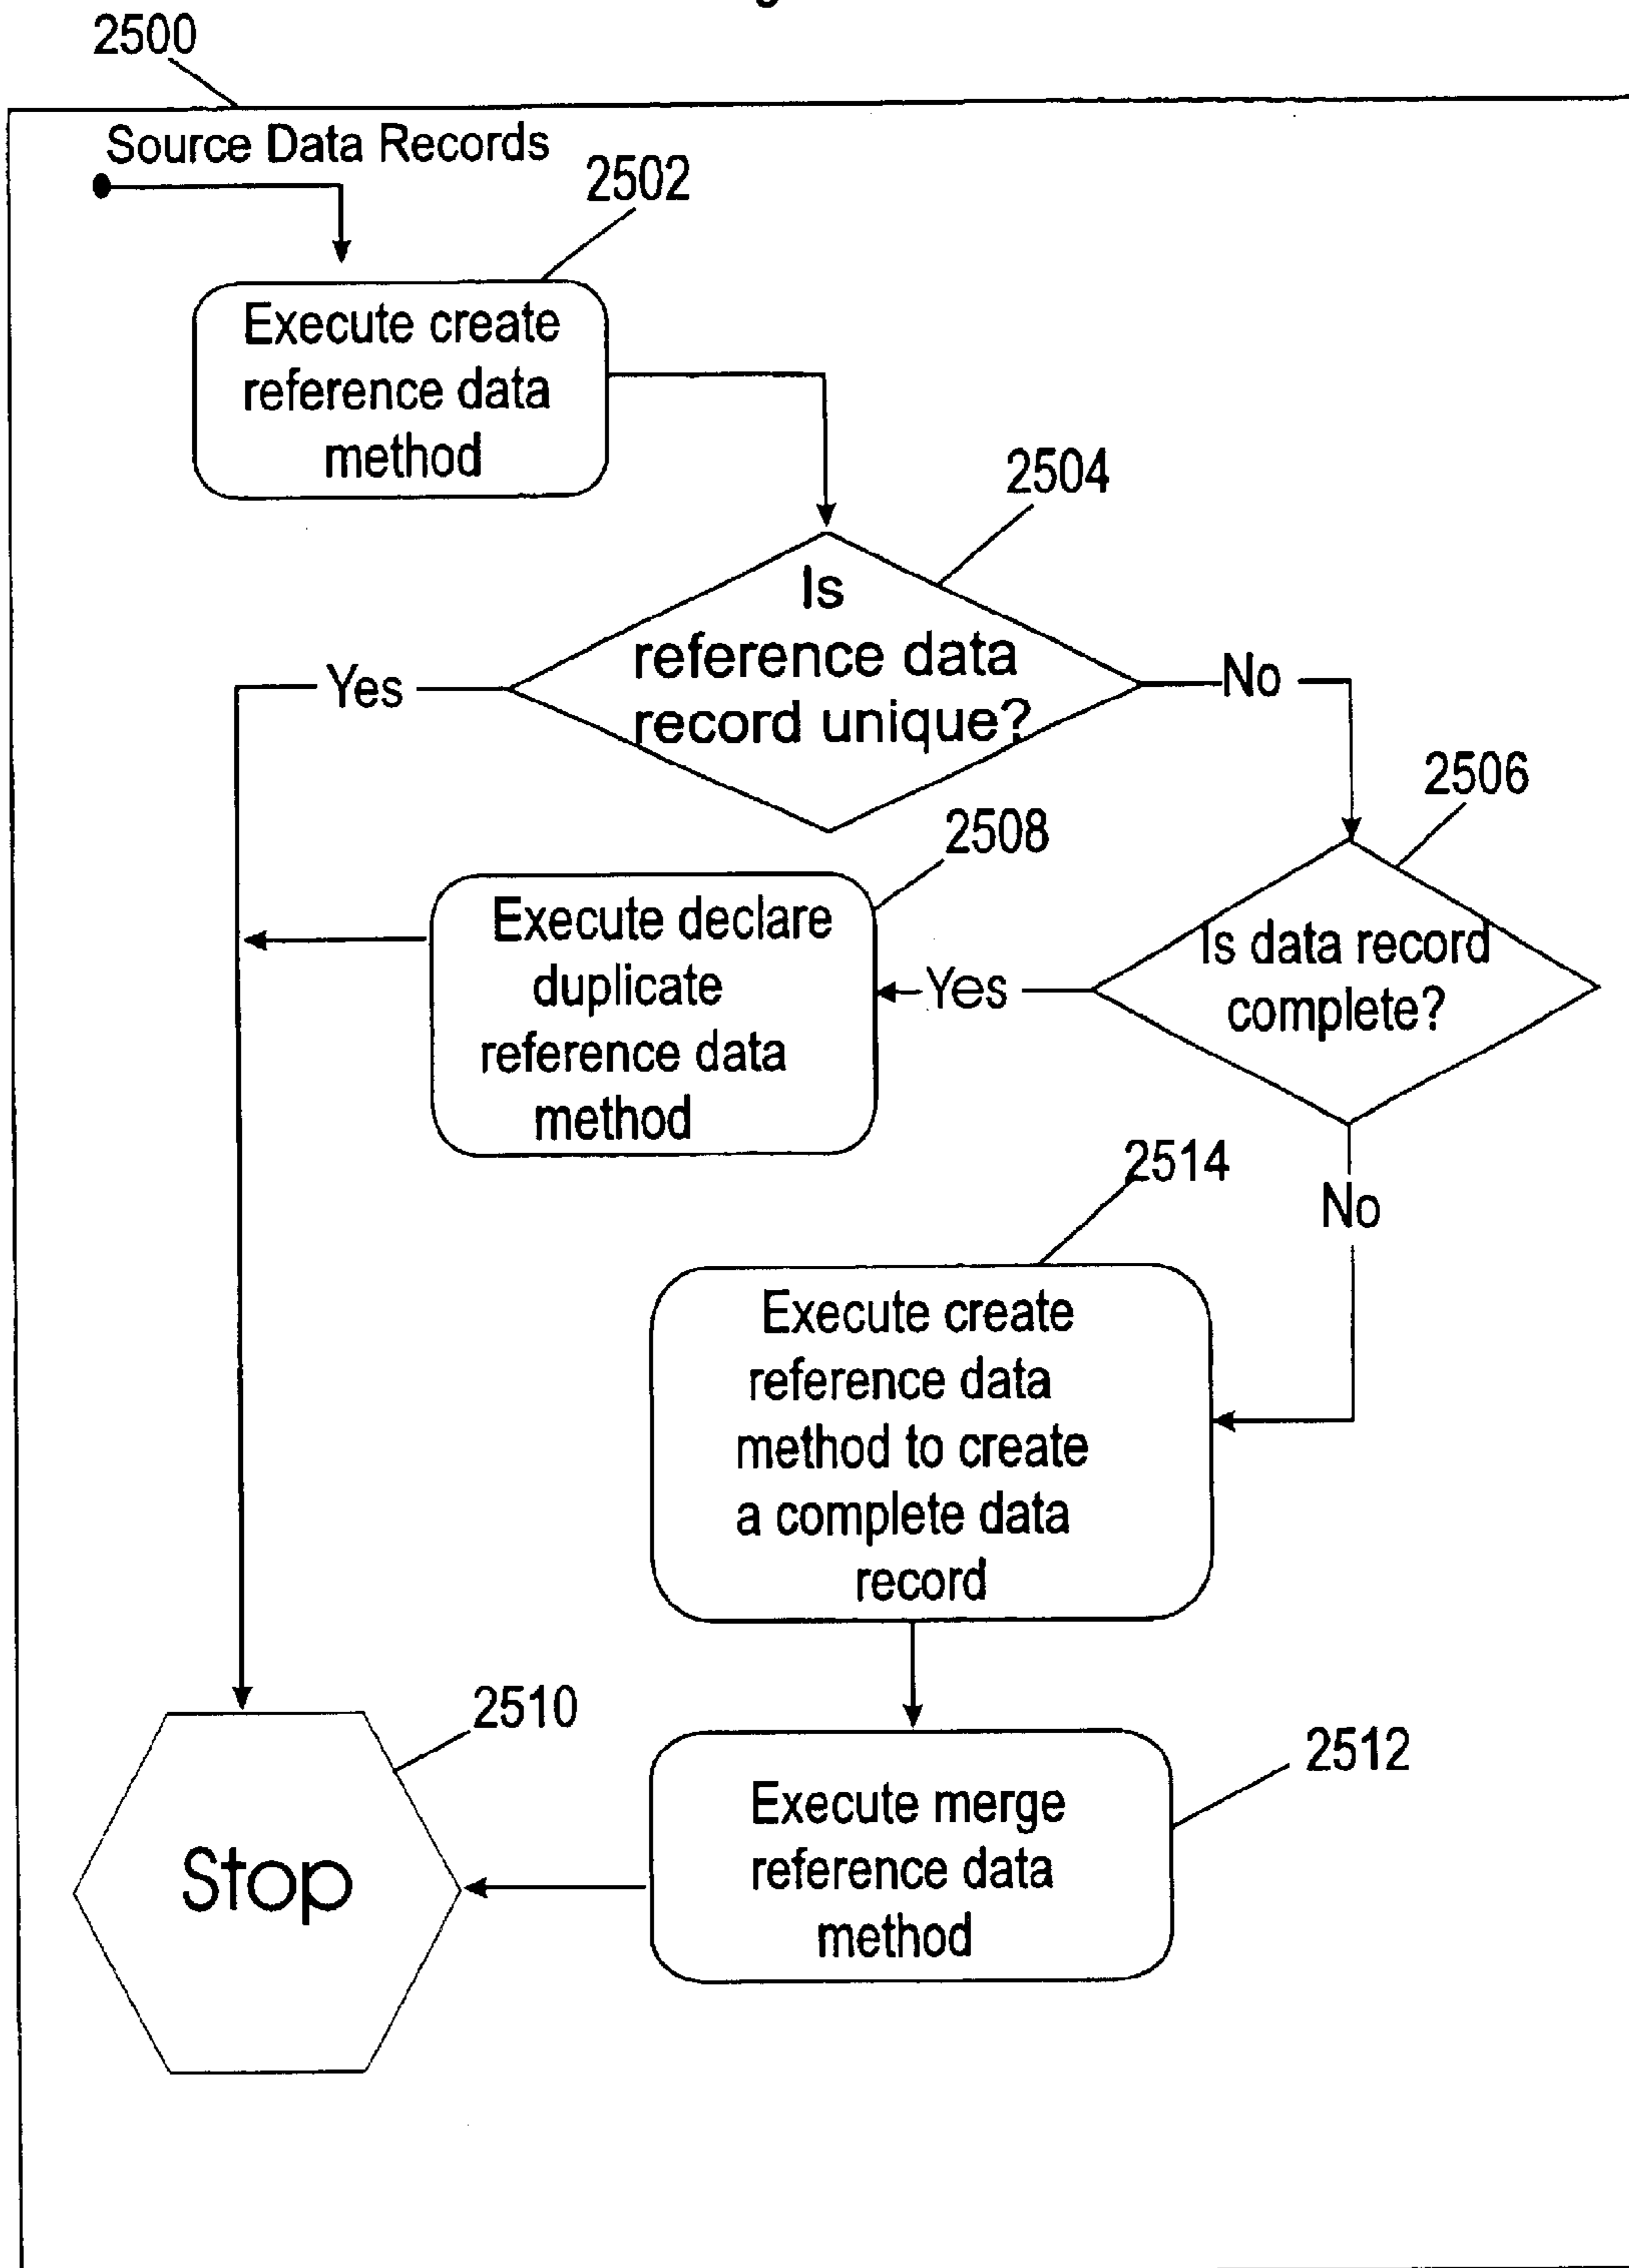 2500
Source Data Records
2502
Execute create
reference data
method
2504
Is
reference data
record unique?
Yes
No
2506
2508
Execute declare
duplicate
reference data
method
Yes
Is data record
complete?
2514
No
Execute create
reference data
method to create
a complete data
record
2510
2512
Stop
Execute merge
reference data
method